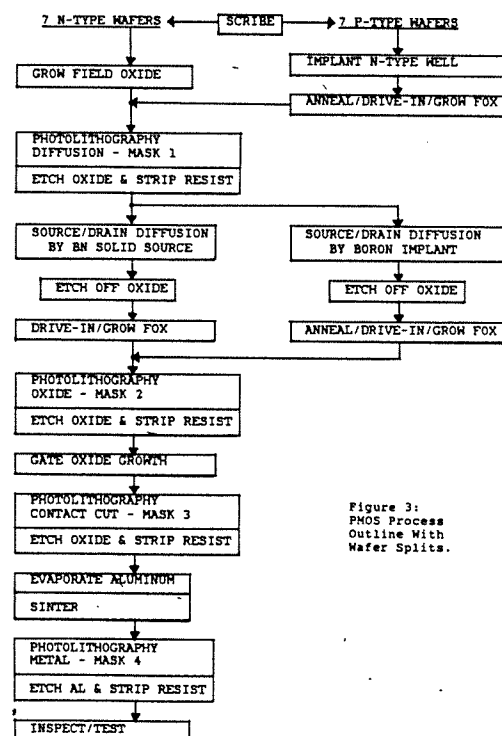 7 N-TYPE WAFERS
SCRIBE
7 P-TYPE WAFERS
GROW FIELD OXIDE
IMPLANT N-TYPE WELL
ANNEAL/DRIVE-IN/GROW FOX
PHOTOLITHOGRAPHY
DIFFUSION - MASK 1
ETCH OXIDE & STRIP RESIST
SOURCE/DRAIN DIFFUSION
BY BN SOLID SOURCE
SOURCE/DRAIN DIFFUSION
BY BORON IMPLANT
ETCH OFF OXIDE
ETCH OFF OXIDE
DRIVE-IN/GROW FOX
ANNEAL/DRIVE-IN/GROW FOX
PHOTOLITHOGRAPHY
OXIDE - MASK 2
ETCH OXIDE & STRIP RESIST
GATE OXIDE GROWTH
PHOTOLITHOGRAPHY
CONTACT CUT - MASK 3
ETCH OXIDE & STRIP RESIST
Figure 3:
PMOS Process
Outline With
Wafer Splits.
EVAPORATE ALUMINUM
SINTER
PHOTOLITHOGRAPHY
METAL - MASK 4
ETCH AL & STRIP RESIST
INSPECT/TEST